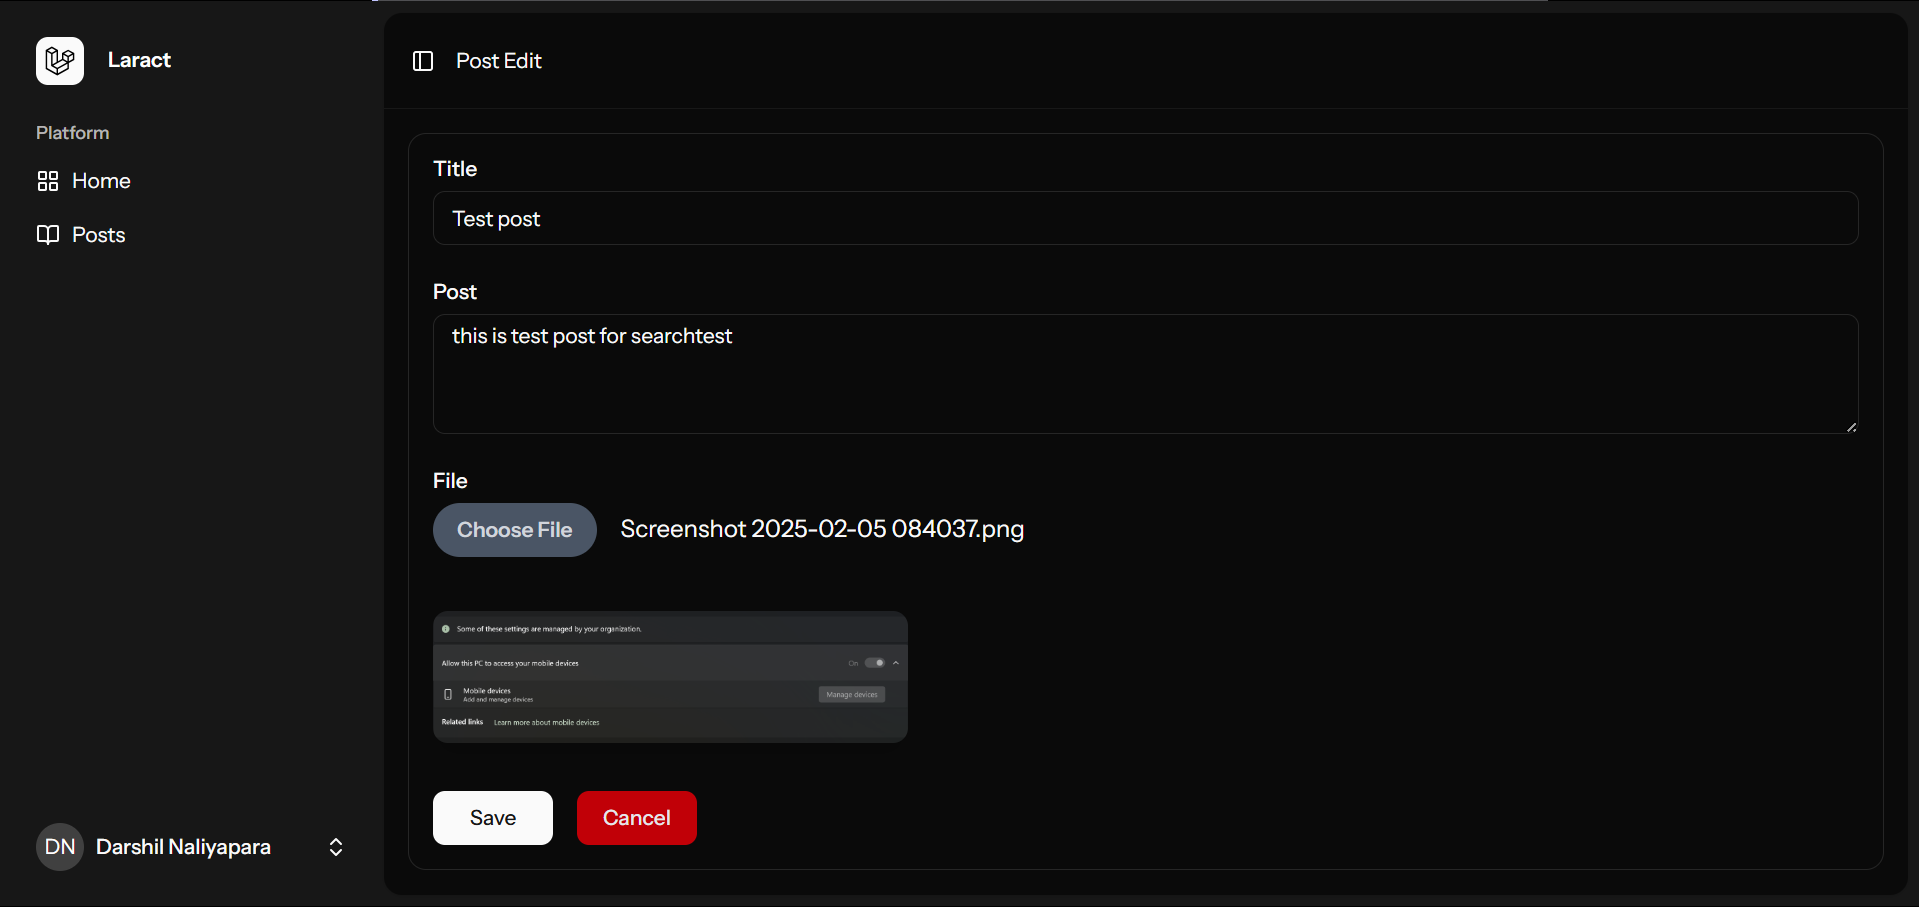 Laract
Platform
Home
Posts
DN Darshil Naliyapara
Post Edit
Title
Test post
Post
this is test post for searchtest
File
Choose File Screenshot 2025-02-05 084037.png
Some of these settings are managed by your organization.
Allow this PC to access your mobile devices On
Mobile devices
Add and manage devices
Manage devices
Related links Learn more about mobile devices
Save Cancel